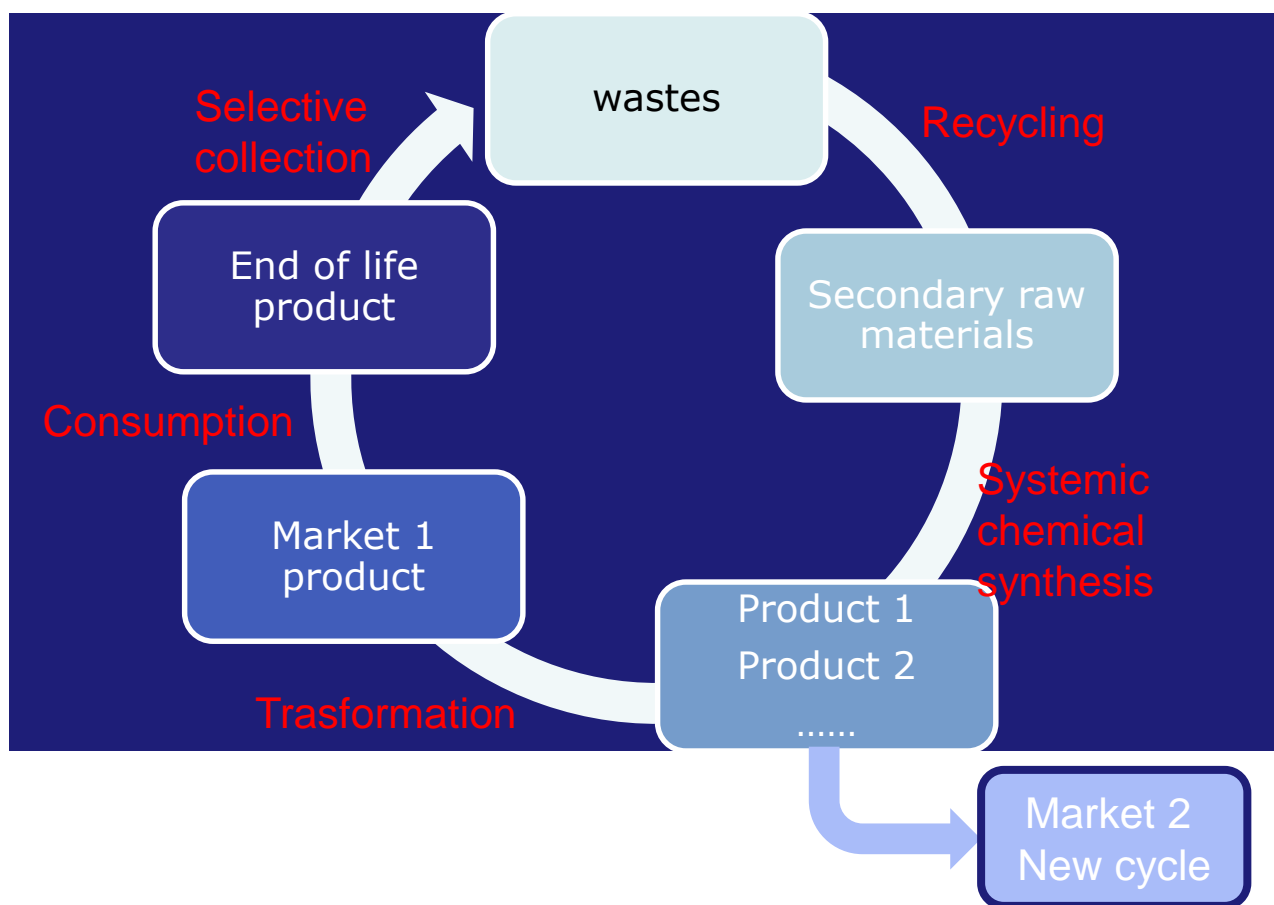 wastes
Selective
collection
Recycling
End of life
product
Secondary raw
materials
Consumption
Systemic
chemical
synthesis
Market 1
product
Product 1
Product 2
......
Trasformation
Market 2
New cycle